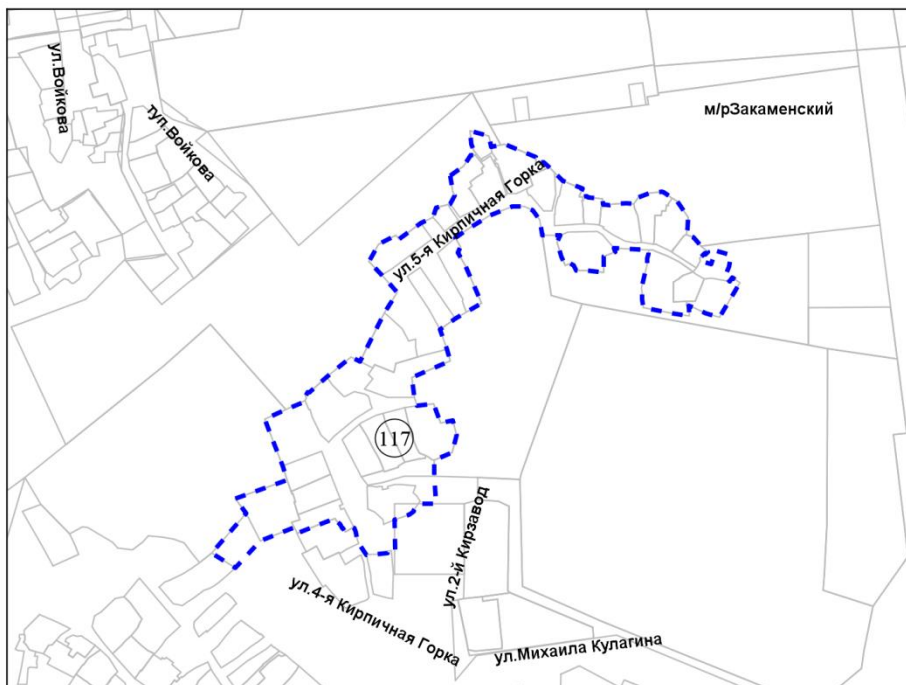 ул.Войкова
туп.Войкова
м/рЗакаменский
ул.5-я Кирпичная Горка
117
ул.2-й Кирзавод
ул.4-я Кирпичная Горка
ул.Михаила Кулагина